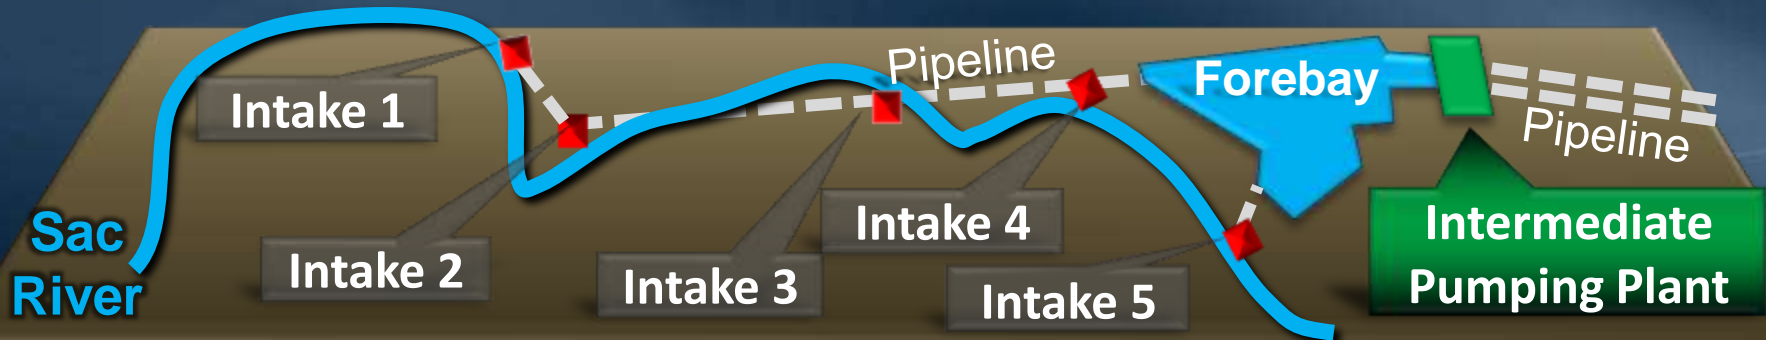 Pipeline
Forebay
Intake 1
Pipeline
Intake 4
Sac
River
Intermediate
Pumping Plant
Intake 2
Intake 3
Intake 5